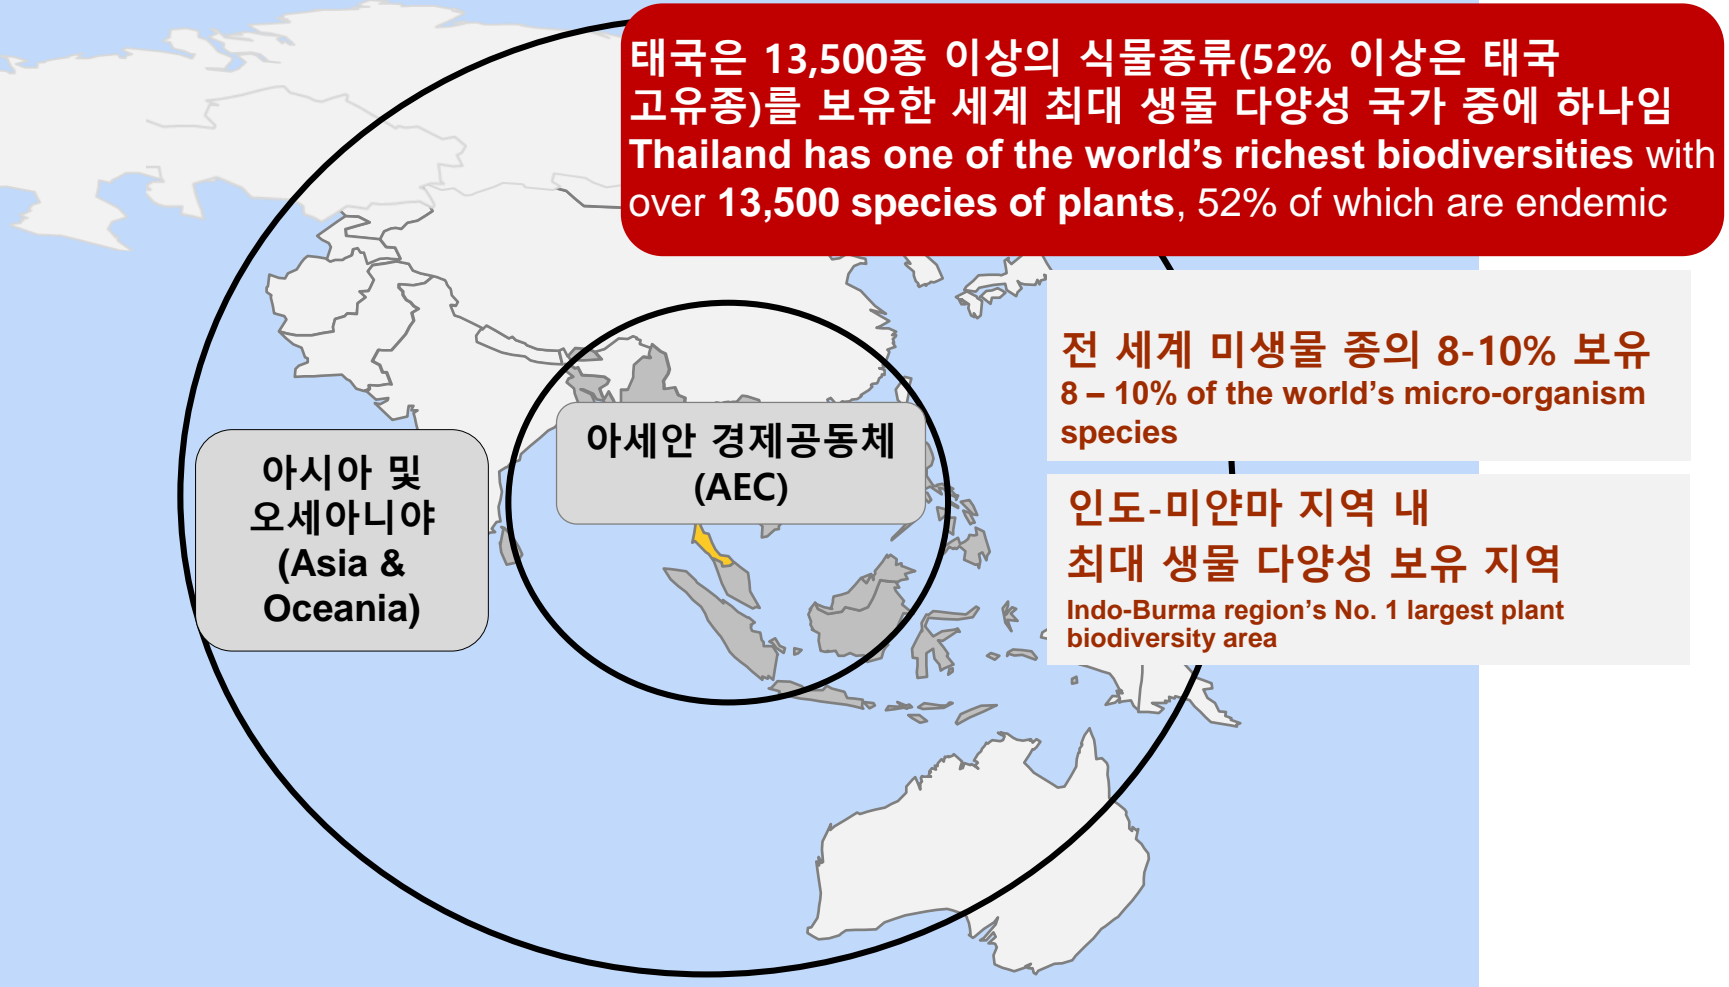 태국은 13,500종 이상의 식물종류(52% 이상은 태국
고유종)를 보유한 세계 최대 생물 다양성 국가 중에 하나임
Thailand has one of the world’s richest biodiversities with
over 13,500 species of plants, 52% of which are endemic
전 세계 미생물 종의 8-10% 보유
8 – 10% of the world’s micro-organism
species
아세안 경제공동체
(AEC)
아시아 및
오세아니야
(Asia &
Oceania)
인도-미얀마 지역 내
최대 생물 다양성 보유 지역
Indo-Burma region’s No. 1 largest plant
biodiversity area